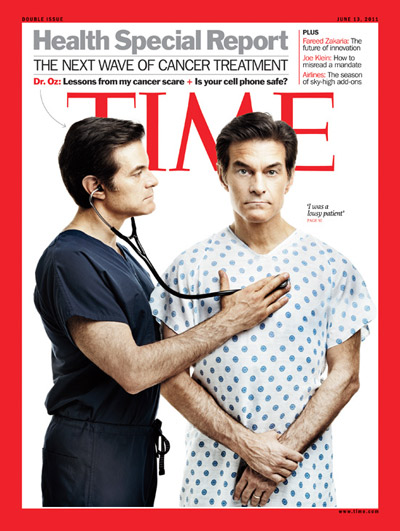 DOUBLE ISSUE
JUNE 13, 2011
Health Special Report
THE NEXT WAVE OF CANCER TREATMENT
Dr. Oz: Lessons from my cancer scare + Is your cell phone safe?
PLUS
Fareed Zakaria: The
future of innovation
Joe Klein: How to
misread a mandate
Airlines: The season
of sky-high add-ons
TIME
'I was a
lousy patient'
www.time.com